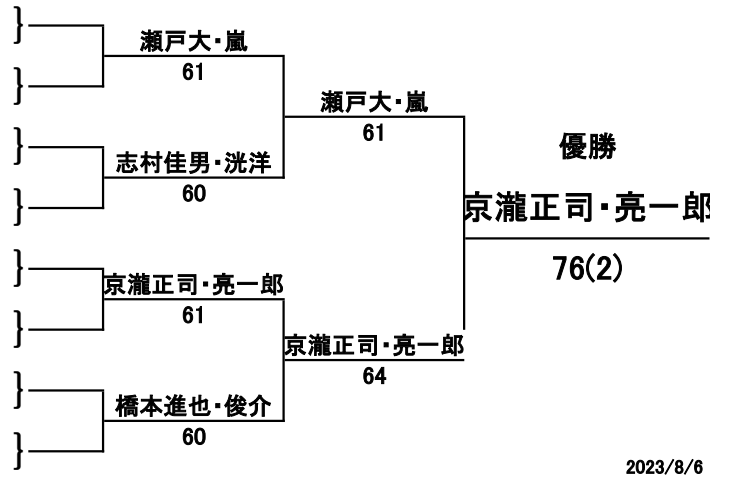 }
}
}
}
}
}
}
}
瀬戸大・嵐
61
志村佳男・洸洋
60
京瀧正司・亮一郎
61
橋本進也・俊介
60
瀬戸大・嵐
61
京瀧正司・亮一郎
64
優勝
京瀧正司・亮一郎
76(2)
2023/8/6